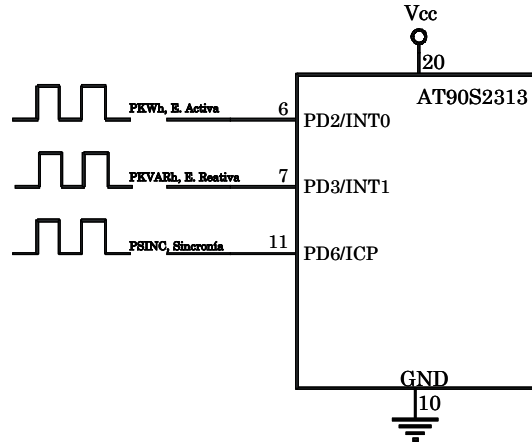 Vcc
20
AT90S2313
PKWh, E. Activa
6
PD2/INT0
PKVARh, E. Reativa
7
PD3/INT1
PSINC, Sincronía
11
PD6/ICP
GND
10